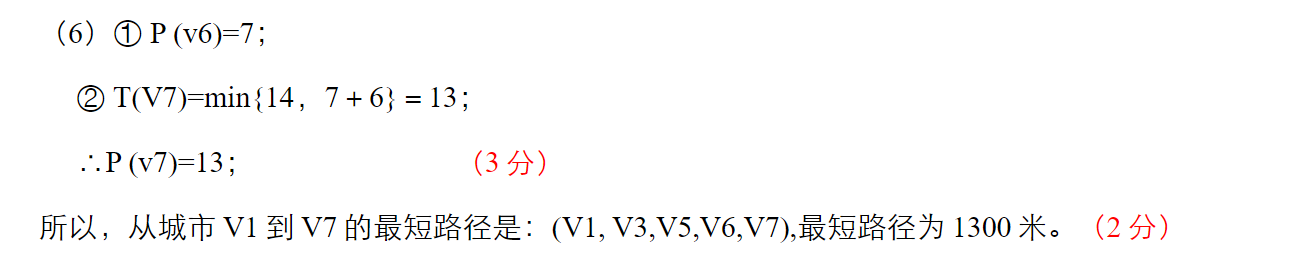 （6）① P (v6)=7；
② T(V7)=min{14，7 + 6} = 13；
∴P (v7)=13； （3 分）
所以，从城市 V1 到 V7 的最短路径是：(V1, V3,V5,V6,V7),最短路径为 1300 米。（2 分）